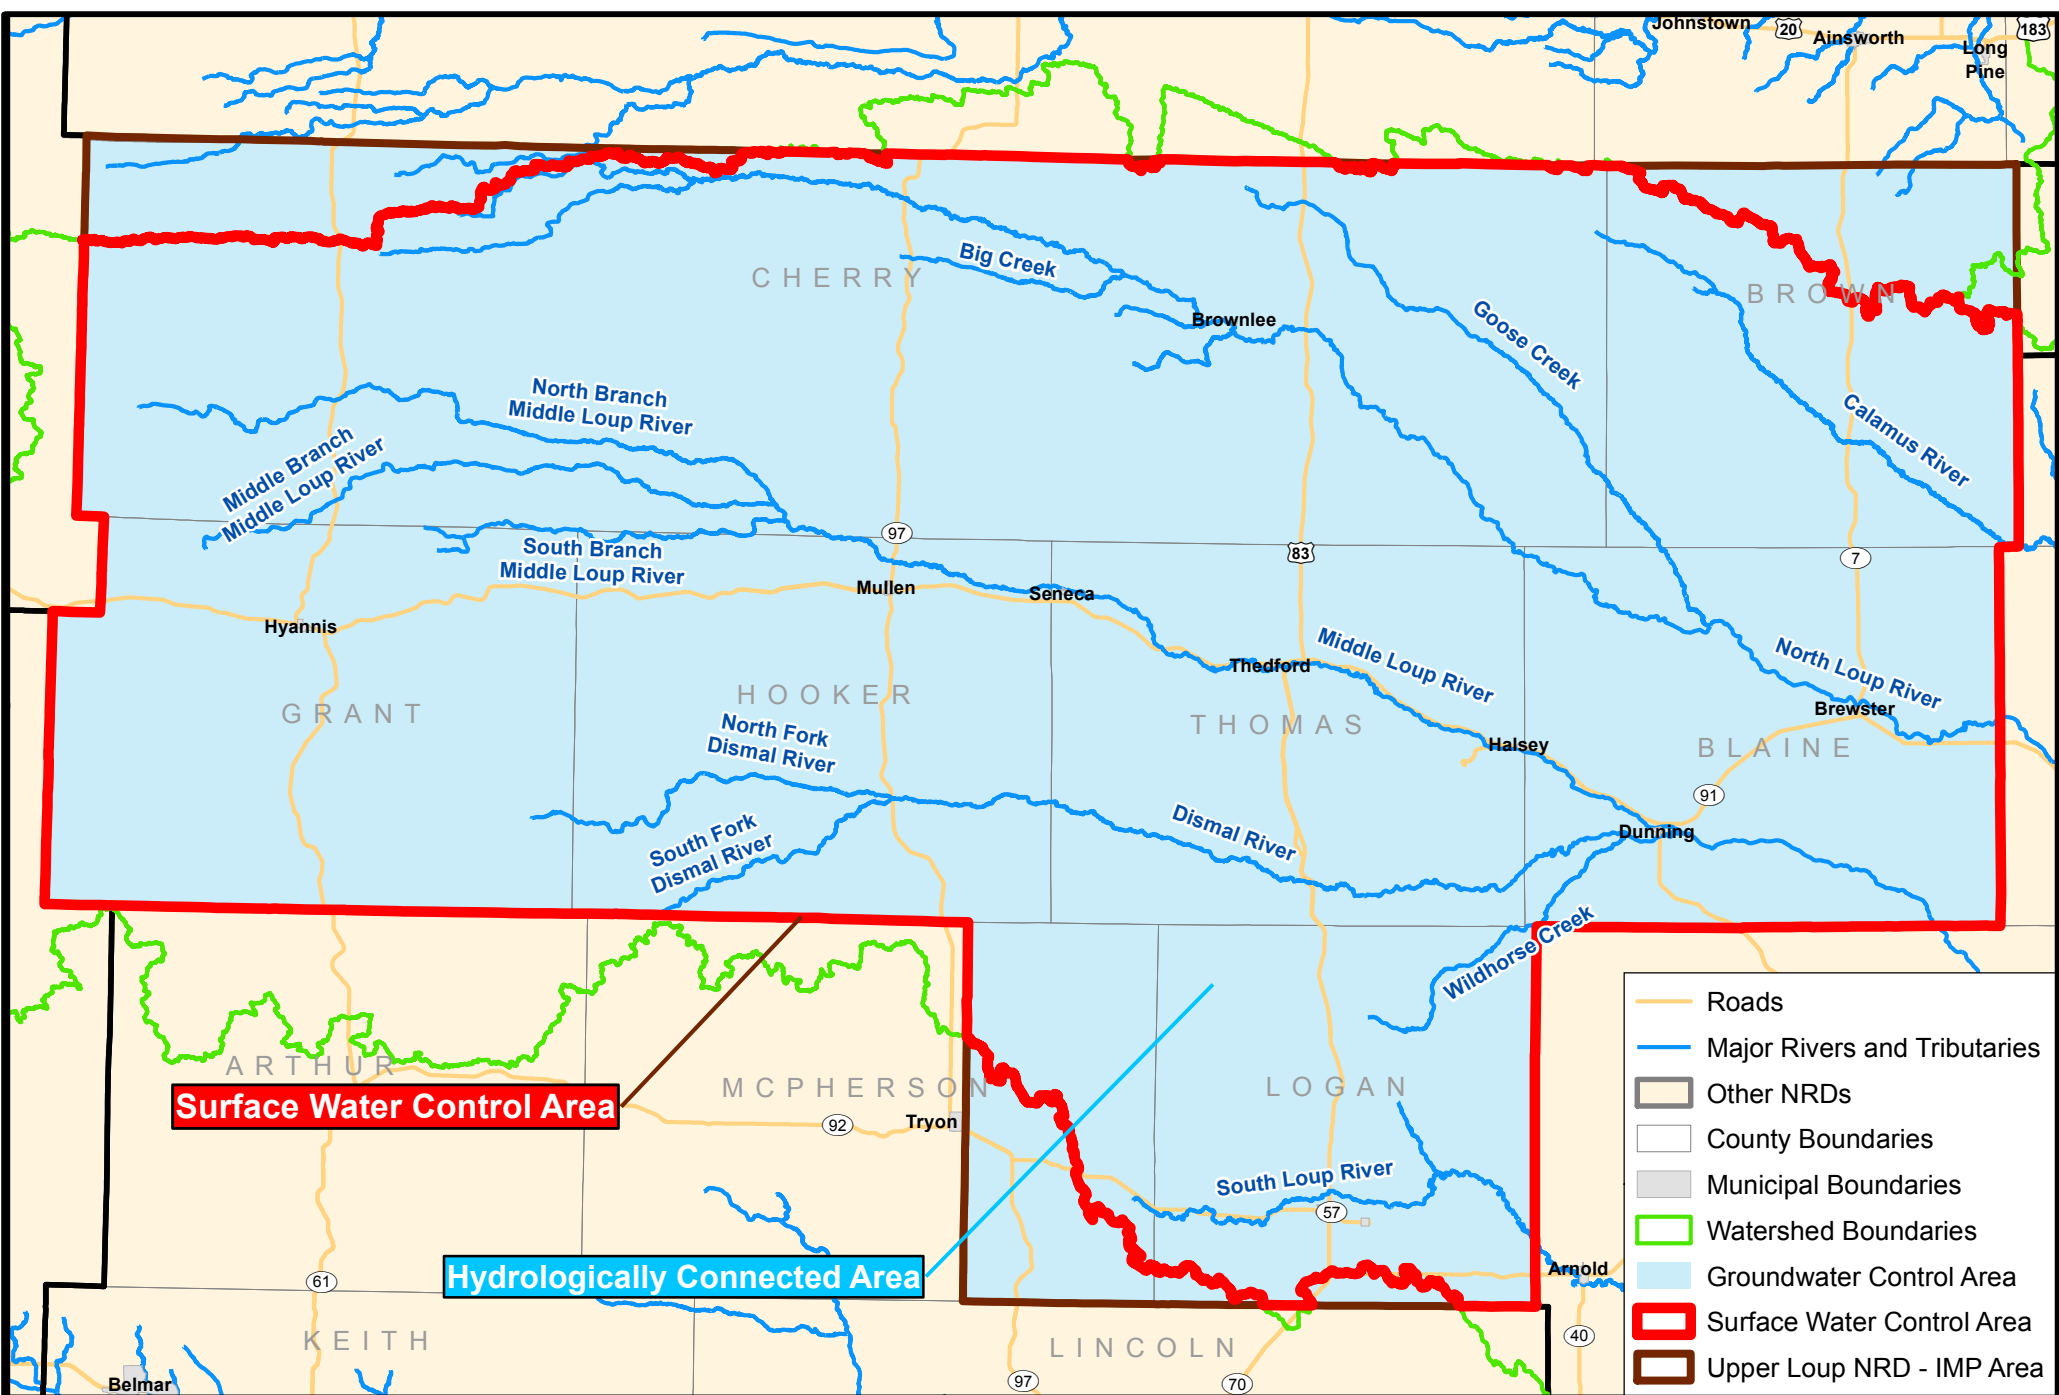 Johnstown
20
Ainsworth
Long
Pine
183
CHERRY
Big Creek
Brownlee
BROWN
Goose Creek
Calamus River
North Branch
Middle Loup River
Middle Branch
Middle Loup River
South Branch
Middle Loup River
97
83
7
Mullen
Seneca
Hyannis
Thedford
Middle Loup River
North Loup River
Brewster
GRANT
HOOKER
THOMAS
Halsey
BLAINE
North Fork
Dismal River
91
South Fork
Dismal River
Dismal River
Dunning
Wildhorse Creek
ARTHUR
MCPHERSON
LOGAN
Surface Water Control Area
92
Tryon
South Loup River
57
Hydrologically Connected Area
61
Arnold
KEITH
LINCOLN
40
Belmar
97
70
Roads
Major Rivers and Tributaries
Other NRDs
County Boundaries
Municipal Boundaries
Watershed Boundaries
Groundwater Control Area
Surface Water Control Area
Upper Loup NRD - IMP Area